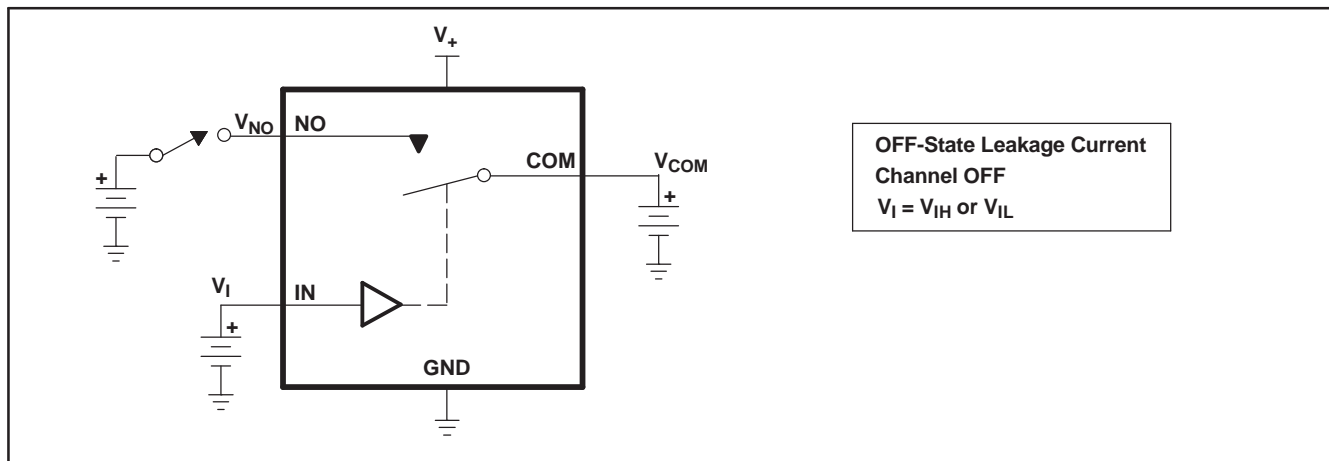 V+
VNO NO
COM VCOM
+
+
VI IN
+
GND
OFF-State Leakage Current
Channel OFF
VI = VIH or VIL